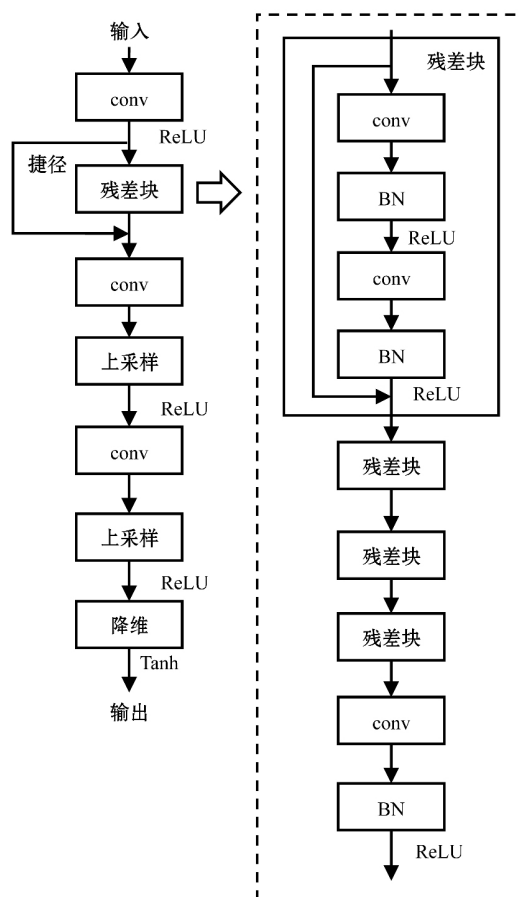 输入
conv
ReLU
捷径
残差块
conv
上采样
ReLU
conv
上采样
ReLU
降维
Tanh
输出
残差块
conv
BN
ReLU
conv
BN
ReLU
残差块
残差块
残差块
conv
BN
ReLU